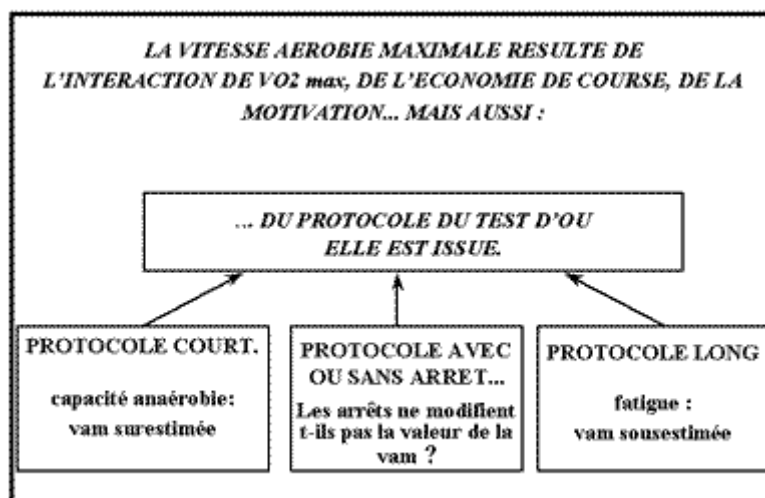 LA VITESSE AEROBIE MAXIMALE RESULTE DE
L'INTERACTION DE VO2 max, DE L'ECONOMIE DE COURSE, DE LA
MOTIVATION... MAIS AUSSI :
... DU PROTOCOLE DU TEST D'OU
ELLE EST ISSUE.
PROTOCOLE COURT.
capacité anaérobie:
vam surestimée
PROTOCOLE AVEC
OU SANS ARRET...
Les arrêts ne modifient
t-ils pas la valeur de la
vam ?
PROTOCOLE LONG
fatigue :
vam sousestimée